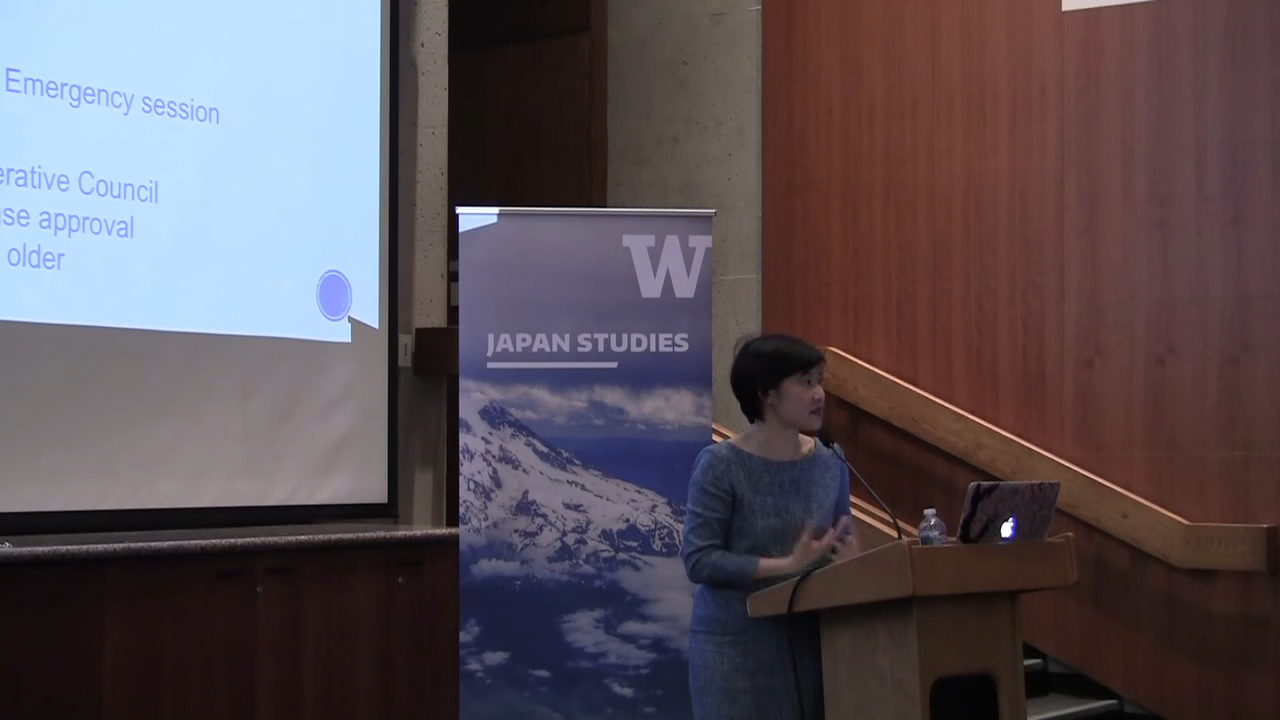 Emergency session
erative Council
se approval
older
W
JAPAN STUDIES